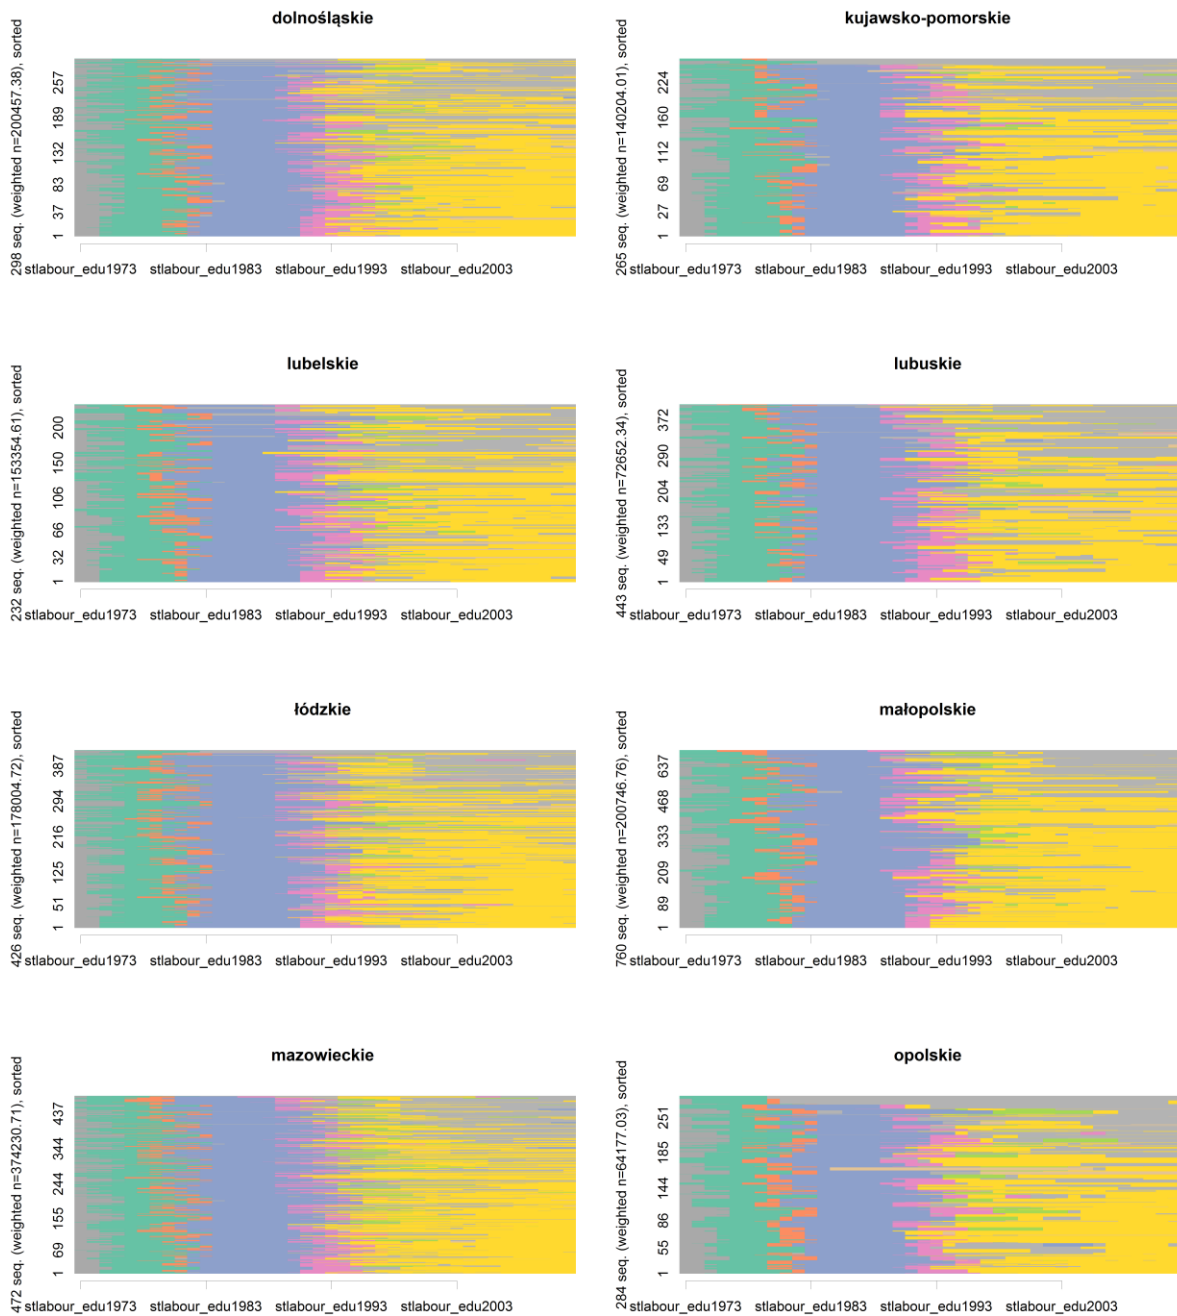 dolnośląskie
298 seq. (weighted n=200457.38), sorted
1 37 83 132 189 257
stlabour_edu1973 stlabour_edu1983 stlabour_edu1993 stlabour_edu2003
kujawsko-pomorskie
265 seq. (weighted n=140204.01), sorted
1 27 69 112 160 224
stlabour_edu1973 stlabour_edu1983 stlabour_edu1993 stlabour_edu2003
lubelskie
232 seq. (weighted n=153354.61), sorted
1 32 66 106 150 200
stlabour_edu1973 stlabour_edu1983 stlabour_edu1993 stlabour_edu2003
lubuskie
443 seq. (weighted n=72652.34), sorted
1 49 133 204 290 372
stlabour_edu1973 stlabour_edu1983 stlabour_edu1993 stlabour_edu2003
łódzkie
426 seq. (weighted n=178004.72), sorted
1 51 125 216 294 387
stlabour_edu1973 stlabour_edu1983 stlabour_edu1993 stlabour_edu2003
małopolskie
760 seq. (weighted n=200746.76), sorted
1 89 209 333 468 637
stlabour_edu1973 stlabour_edu1983 stlabour_edu1993 stlabour_edu2003
mazowieckie
472 seq. (weighted n=374230.71), sorted
1 69 155 244 344 437
stlabour_edu1973 stlabour_edu1983 stlabour_edu1993 stlabour_edu2003
opolskie
284 seq. (weighted n=64177.03), sorted
1 55 86 144 185 251
stlabour_edu1973 stlabour_edu1983 stlabour_edu1993 stlabour_edu2003